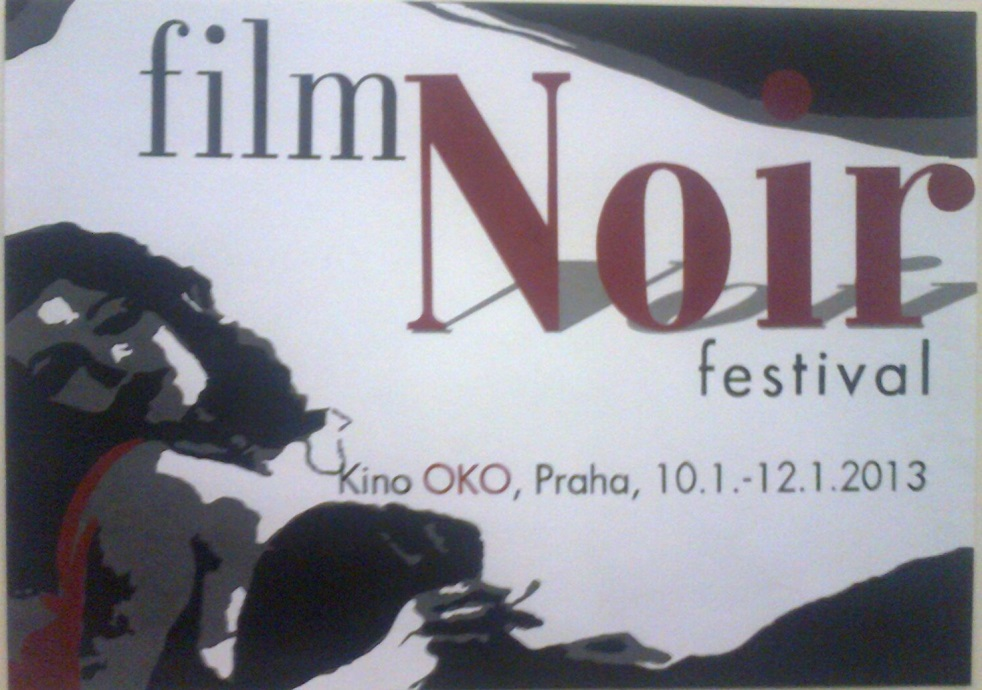 film
Noir
festival
Kino OKO, Praha, 10.1.-12.1.2013